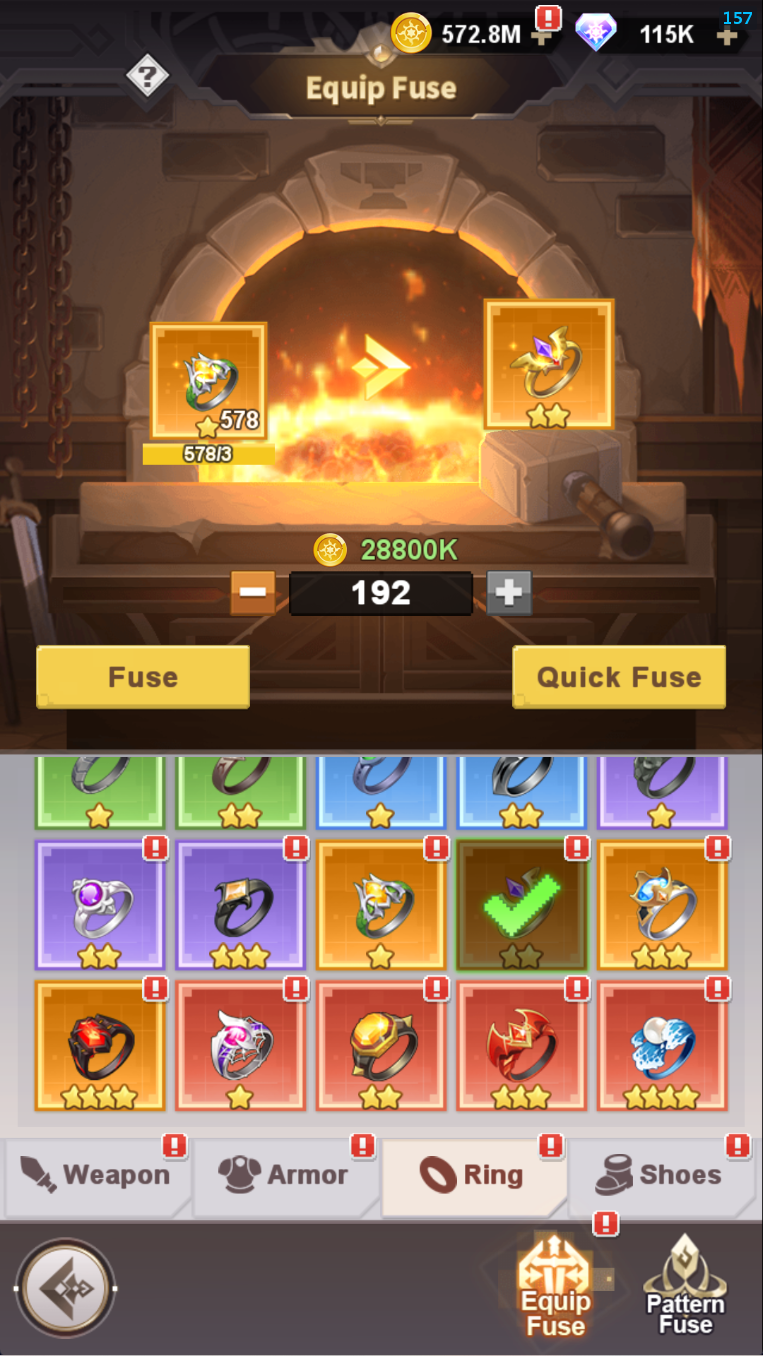 157
572.8M
115K
?
Equip Fuse
578
578/3
28800K
192
Fuse
Quick Fuse
Weapon
Armor
Ring
Shoes
Equip
Fuse
Pattern
Fuse